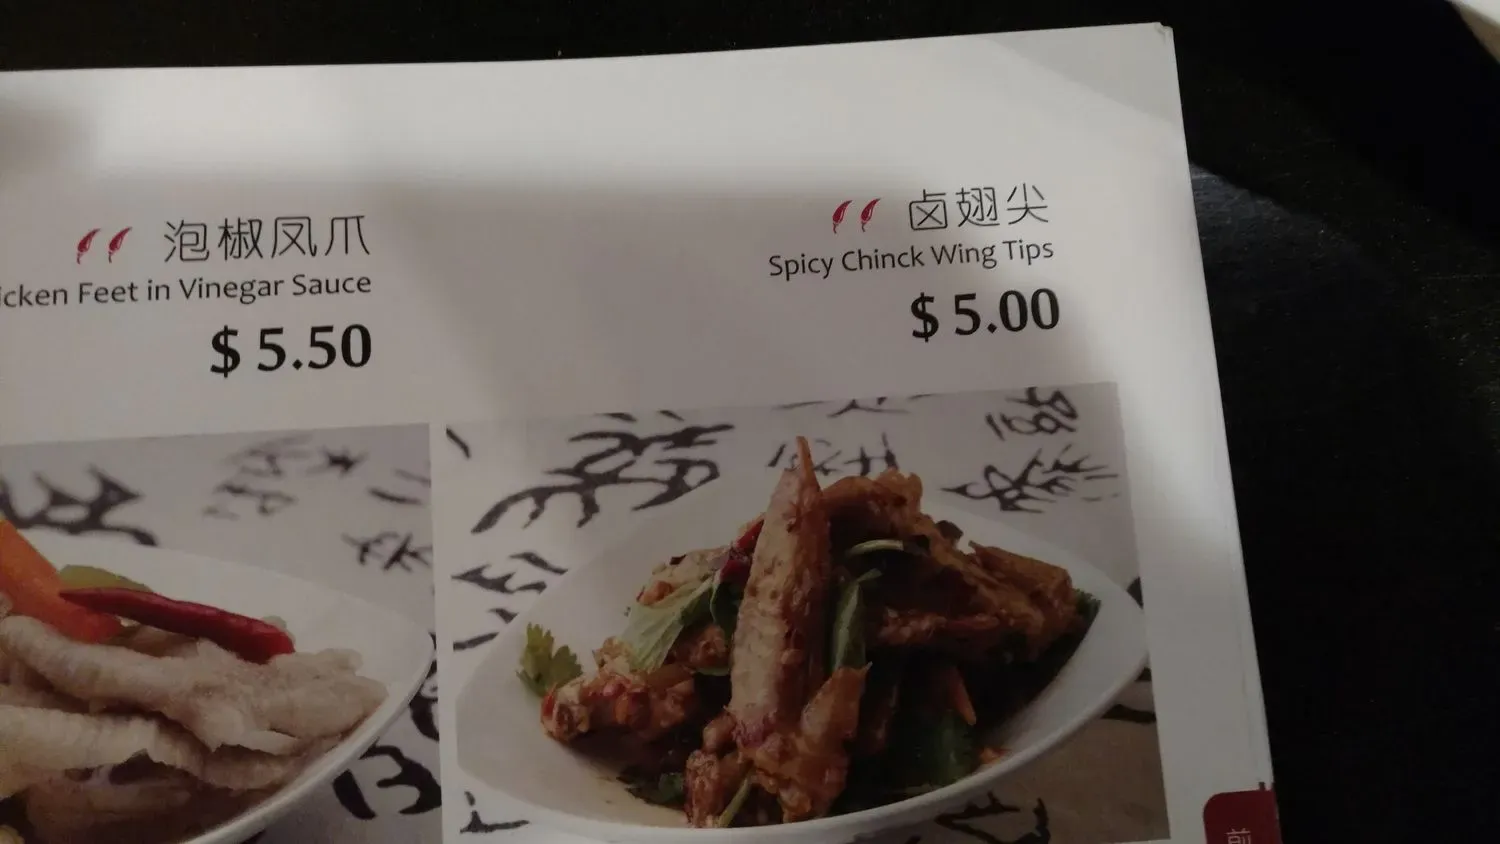 泡椒凤爪
icken Feet in Vinegar Sauce
$ 5.50
卤翅尖
Spicy Chinck Wing Tips
$ 5.00